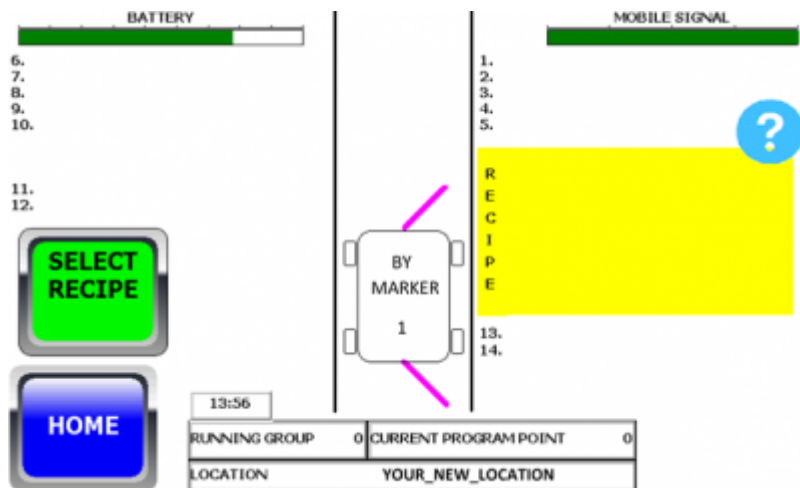 BATTERY
MOBILE SIGNAL
6.
7.
8.
9.
10.
11.
12.
1.
2.
3.
4.
5.
?
RECIPE
SELECT
RECIPE
BY
MARKER
1
13.
14.
HOME
13:56
RUNNING GROUP 0 CURRENT PROGRAM POINT 0
LOCATION YOUR_NEW_LOCATION